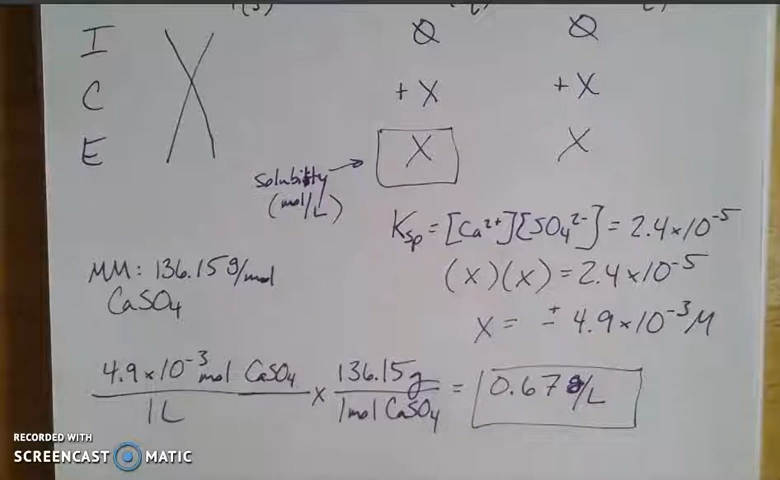 I 0 0
C +X +X
E X X
Solubility
(mol/L)
Ksp = [Ca²⁺][SO₄²⁻] = 2.4×10⁻⁵
MM: 136.15 g/mol
CaSO₄
(x)(x) = 2.4×10⁻⁵
x = ± 4.9×10⁻³ M
4.9×10⁻³ mol CaSO₄ / 1L × 136.15 g / 1 mol CaSO₄ = 0.67 g/L
RECORDED WITH
SCREENCAST MATIC